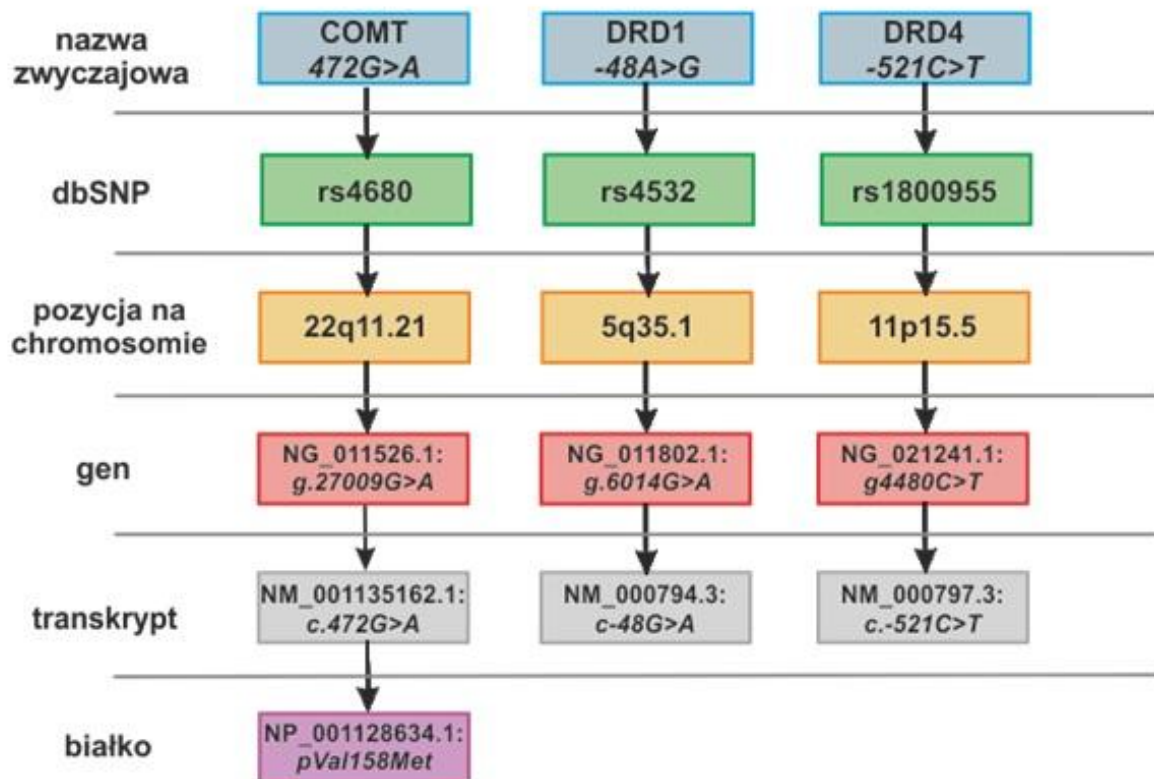 nazwa
zwyczajowa
COMT
472G>A
DRD1
-48A>G
DRD4
-521C>T
dbSNP
rs4680
rs4532
rs1800955
pozycja na
chromosomie
22q11.21
5q35.1
11p15.5
gen
NG_011526.1:
g.27009G>A
NG_011802.1:
g.6014G>A
NG_021241.1:
g4480C>T
transkrypt
NM_001135162.1:
c.472G>A
NM_000794.3:
c-48G>A
NM_000797.3:
c.-521C>T
białko
NP_001128634.1:
pVal158Met